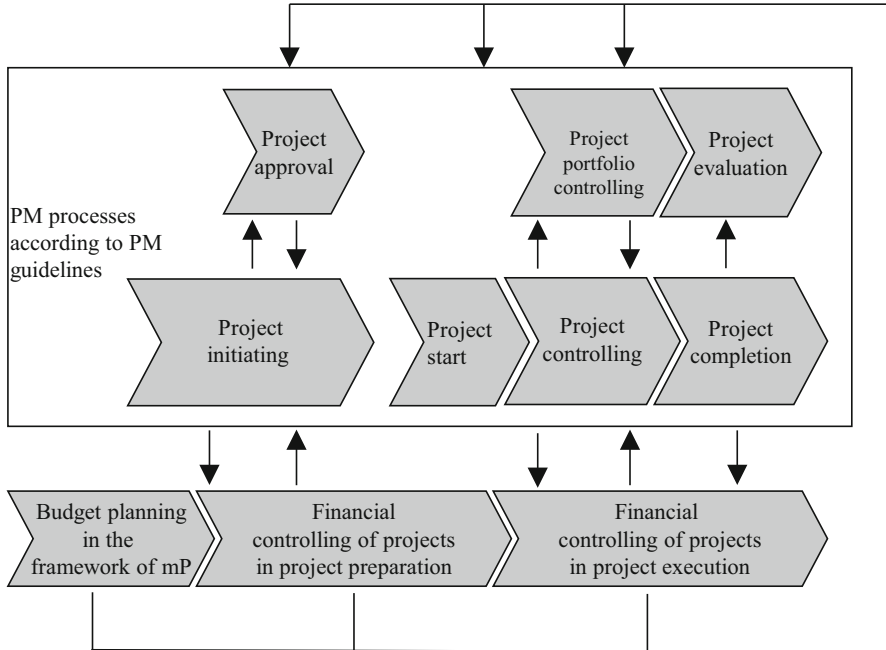 Project
approval
Project
portfolio
controlling
Project
evaluation
PM processes
according to PM
guidelines
Project
initiating
Project
start
Project
controlling
Project
completion
Budget planning
in the
framework of mP
Financial
controlling of projects
in project preparation
Financial
controlling of projects
in project execution